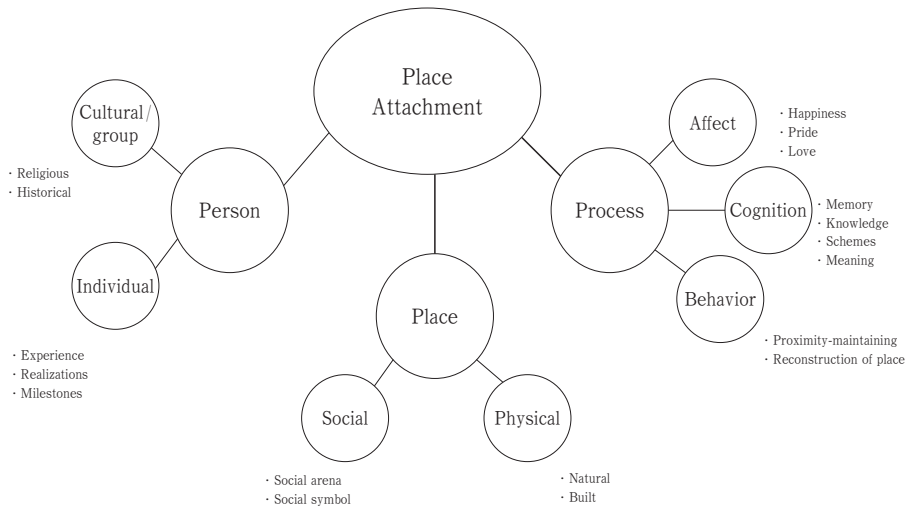 Place
Attachment
Cultural/
group
· Religious
· Historical
Person
Individual
· Experience
· Realizations
· Milestones
Place
Social
· Social arena
· Social symbol
Physical
· Natural
· Built
Process
Affect
· Happiness
· Pride
· Love
Cognition
· Memory
· Knowledge
· Schemes
· Meaning
Behavior
· Proximity-maintaining
· Reconstruction of place